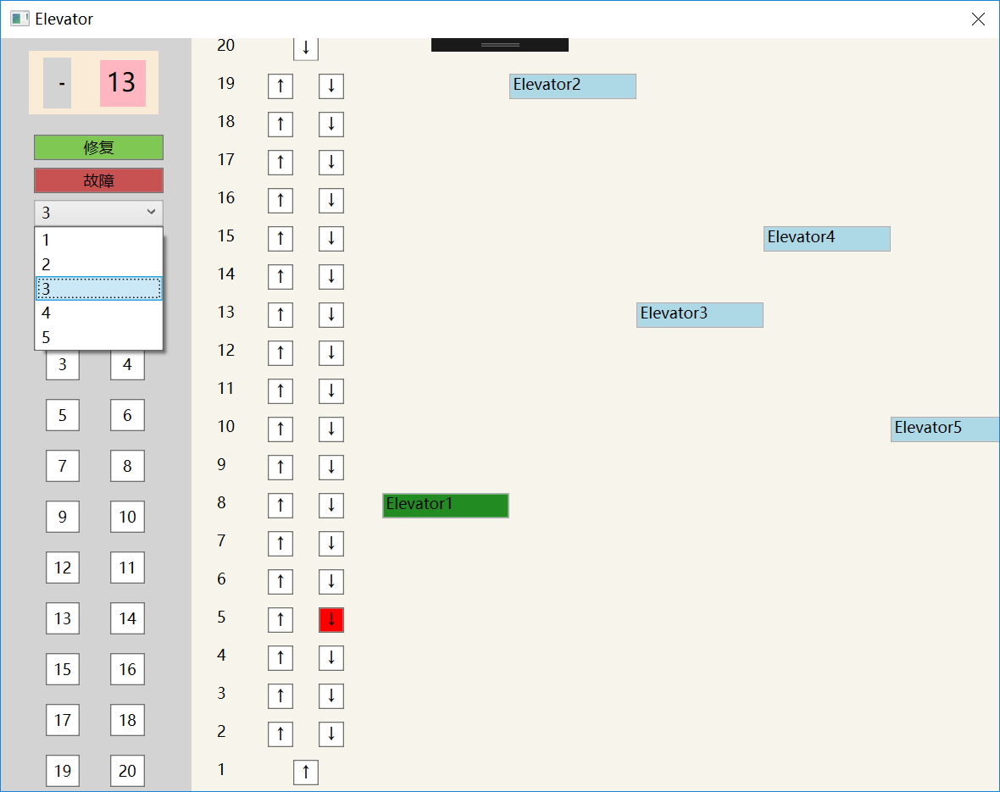 Elevator
- 13
修复
故障
3
1
2
3
4
5
3 4
5 6
7 8
9 10
12 11
13 14
15 16
17 18
19 20
20 ↓
19 ↑ ↓ Elevator2
18 ↑ ↓
17 ↑ ↓
16 ↑ ↓
15 ↑ ↓ Elevator4
14 ↑ ↓
13 ↑ ↓ Elevator3
12 ↑ ↓
11 ↑ ↓
10 ↑ ↓ Elevator5
9 ↑ ↓
8 ↑ ↓ Elevator1
7 ↑ ↓
6 ↑ ↓
5 ↑ ↓
4 ↑ ↓
3 ↑ ↓
2 ↑ ↓
1 ↑